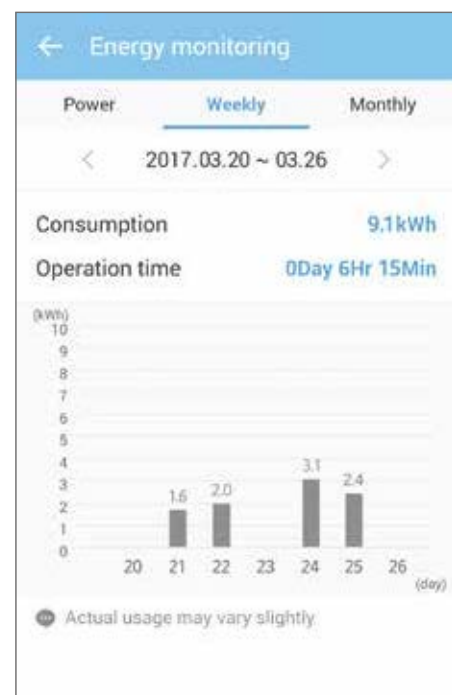 ← Energy monitoring
Power Weekly Monthly
< 2017.03.20 ~ 03.26 >
Consumption 9.1kWh
Operation time 0Day 6Hr 15Min
(kWh)
10
9
8
7
6
5
4
3
2
1
0
1.6 2.0 3.1 2.4
20 21 22 23 24 25 26
(day)
Actual usage may vary slightly